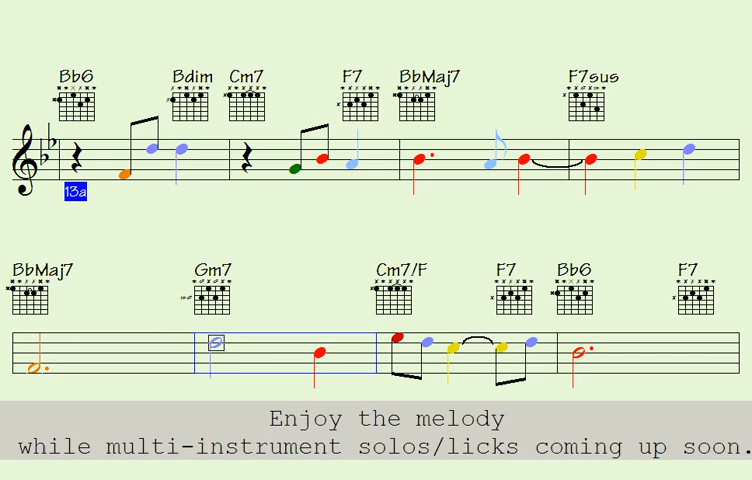 Bb6 Bdim Cm7 F7 BbMaj7 F7sus
13a
BbMaj7 Gm7 Cm7/F F7 Bb6 F7
Enjoy the melody
while multi-instrument solos/licks coming up soon.